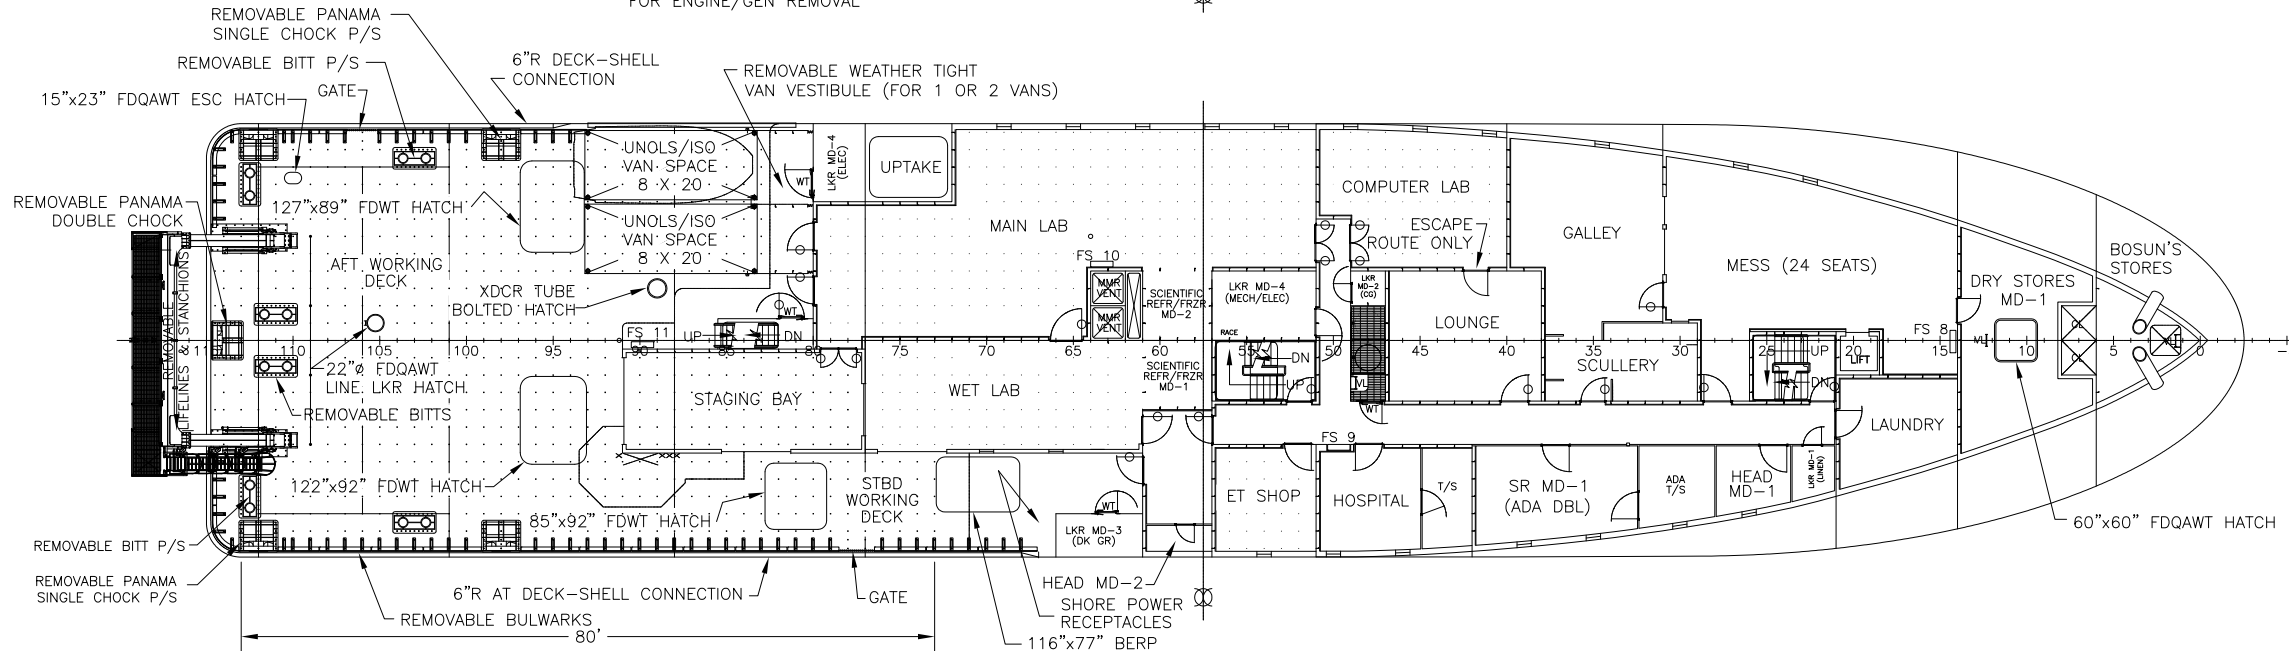 FOR ENGINE/GEN REMOVAL
REMOVABLE PANAMA
SINGLE CHOCK P/S
REMOVABLE BITT P/S
15”x23” FDQAWT ESC HATCH
GATE
6”R DECK-SHELL
CONNECTION
REMOVABLE WEATHER TIGHT
VAN VESTIBULE (FOR 1 OR 2 VANS)
REMOVABLE PANAMA
DOUBLE CHOCK
127”x89” FDWT HATCH
UNOLS/ISO
VAN SPACE
8 X 20
UNOLS/ISO
VAN SPACE
8 X 20
WT
LKR MD-4
(ELEC)
UPTAKE
MAIN LAB
COMPUTER LAB
ESCAPE
ROUTE ONLY
GALLEY
MESS (24 SEATS)
DRY STORES
MD-1
BOSUN'S
STORES
AFT WORKING
DECK
XDCR TUBE
BOLTED HATCH
REMOVABLE
LIFELINES & STANCHIONS
FS 10
MMR
VENT
MMR
VENT
SCIENTIFIC
REFR/FRZR
MD-2
LKR MD-4
(MECH/ELEC)
LKR
MD-2
(CG)
LOUNGE
FS 11
UP
DN
WT
RACE
FS 8
VL
CL
CL
11
110
105
100
95
90
85
80
75
70
65
60
55
50
45
40
35
30
25
20
15
10
5
0
22”ø FDQAWT
LINE. LKR HATCH.
REMOVABLE BITTS
STAGING BAY
WET LAB
SCIENTIFIC
REFR/FRZR
MD-1
DN
UP
VL
WT
SCULLERY
UP
DN
LIFT
LAUNDRY
122”x92” FDWT HATCH
85”x92” FDWT HATCH
STBD
WORKING
DECK
WT
LKR MD-3
(DK GR)
ET SHOP
FS 9
HOSPITAL
T/S
SR MD-1
(ADA DBL)
ADA
T/S
HEAD
MD-1
LKR MD-1
(LINEN)
60”x60” FDQAWT HATCH
REMOVABLE BITT P/S
REMOVABLE PANAMA
SINGLE CHOCK P/S
6”R AT DECK-SHELL CONNECTION
GATE
HEAD MD-2
SHORE POWER
RECEPTACLES
116”x77” BERP
REMOVABLE BULWARKS
80’